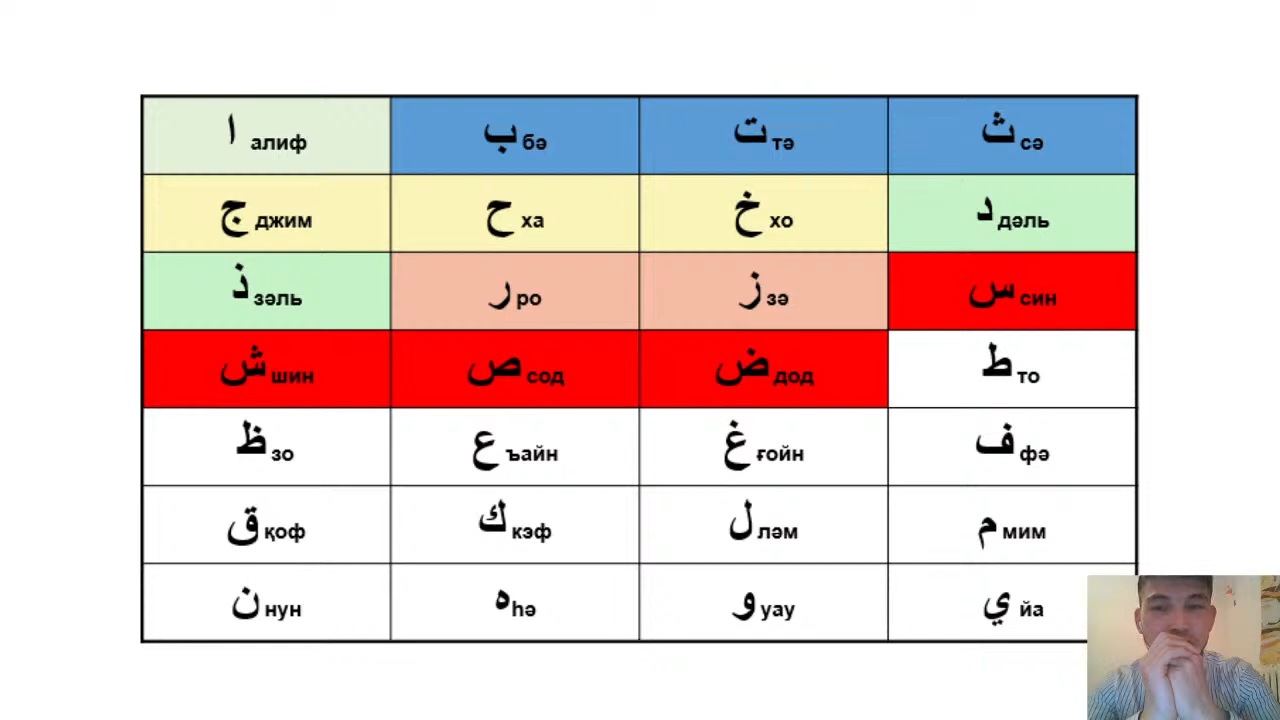 ا алиф ب бә ت тә ث сә
ج джим ح ха خ хо د дәль
ذ зәль ر ро ز зә س син
ش шин ص сод ض дод ط то
ظ зо ع ъайн غ ғойн ف фә
ق қоф ك кэф ل ләм م мим
ن нун ه һә و уау ي йа